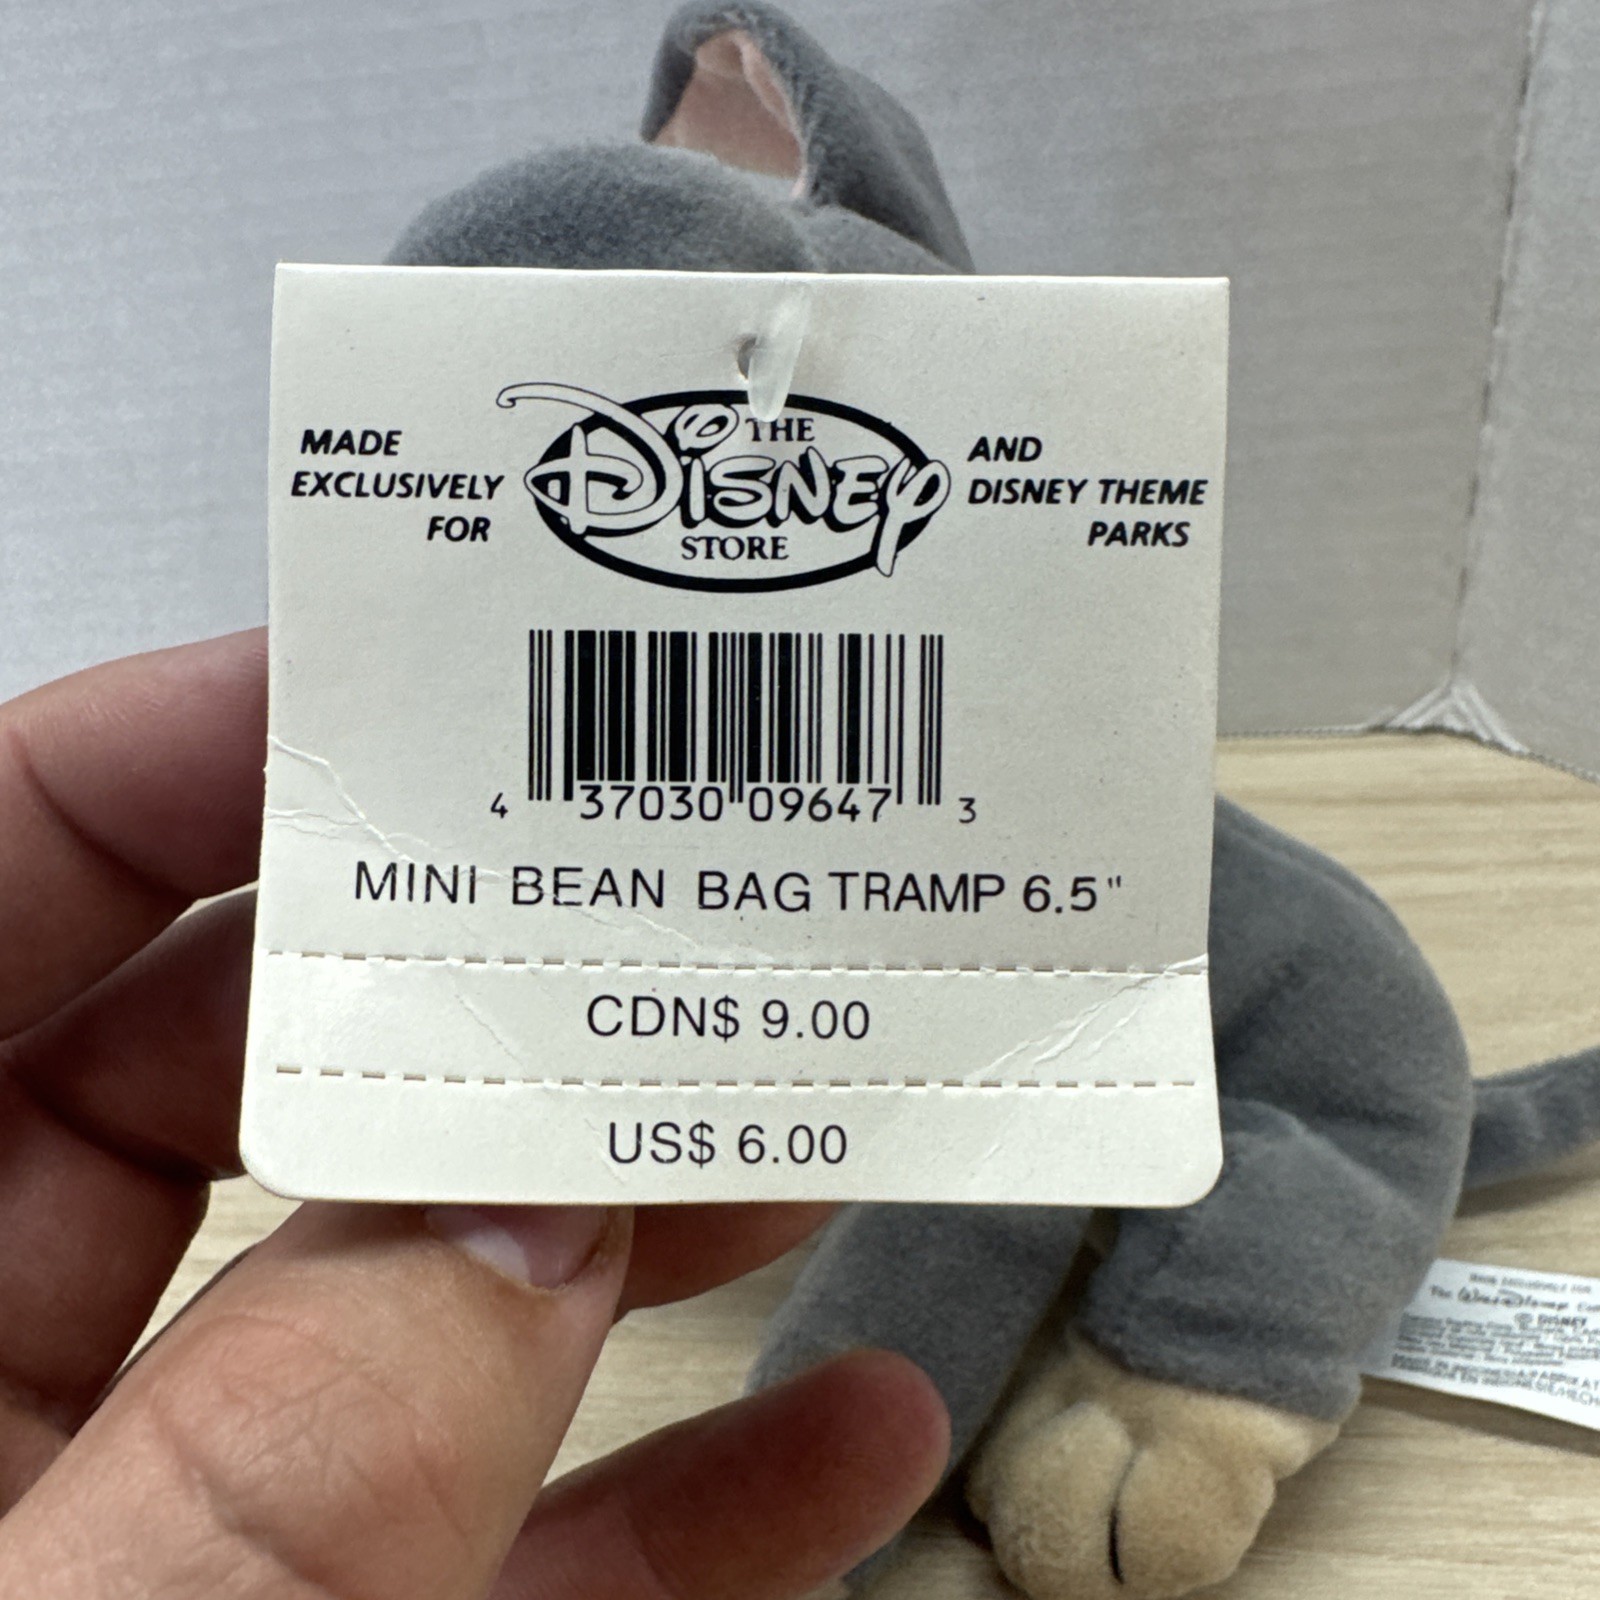 MADE
EXCLUSIVELY
FOR
THE
DISNEY
STORE
AND
DISNEY THEME
PARKS
4 37030 09647 3
MINI BEAN BAG TRAMP 6.5"
CDN$ 9.00
US$ 6.00
© DISNEY